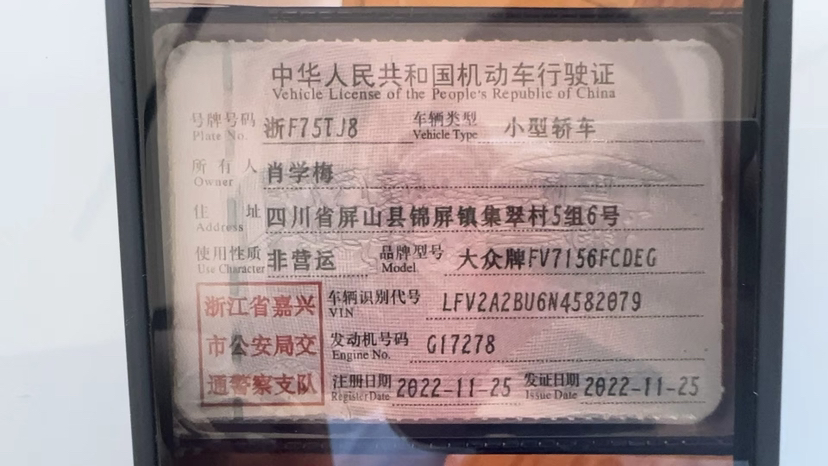 中华人民共和国机动车行驶证
Vehicle License of the People's Republic of China
号牌号码 浙F75TJ8 车辆类型 小型轿车
Plate No. Vehicle Type
所有人 肖学梅
Owner
住址 四川省屏山县锦屏镇集翠村5组6号
Address
使用性质 非营运 品牌型号 大众牌FV7156FCDEG
Use Character Model
浙江省嘉兴 车辆识别代号 LFV2A2BU6N4582079
VIN
市公安局交 发动机号码 G17278
Engine No.
通警察支队 注册日期 2022-11-25 发证日期 2022-11-25
Register Date Issue Date